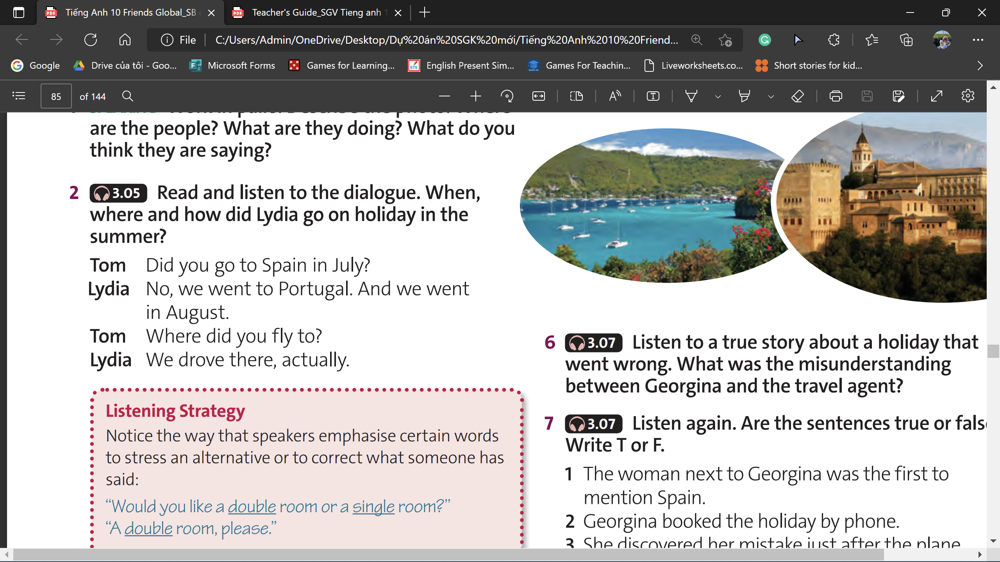 Tiếng Anh 10 Friends Global_SB
Teacher's Guide_SGV Tieng anh 1
File
C:/Users/Admin/OneDrive/Desktop/Dự%20án%20SGK%20mới/Tiếng%20Anh%2010%20Friend...
Google
Drive của tôi - Goo...
Microsoft Forms
Games for Learning...
English Present Sim...
Games For Teachin...
Liveworksheets.co...
Short stories for kid...
85 of 144
are the people? What are they doing? What do you
think they are saying?
2 3.05 Read and listen to the dialogue. When,
where and how did Lydia go on holiday in the
summer?
Tom Did you go to Spain in July?
Lydia No, we went to Portugal. And we went
in August.
Tom Where did you fly to?
Lydia We drove there, actually.
Listening Strategy
Notice the way that speakers emphasise certain words
to stress an alternative or to correct what someone has
said:
“Would you like a double room or a single room?”
“A double room, please.”
6 3.07 Listen to a true story about a holiday that
went wrong. What was the misunderstanding
between Georgina and the travel agent?
7 3.07 Listen again. Are the sentences true or fals
Write T or F.
1 The woman next to Georgina was the first to
mention Spain.
2 Georgina booked the holiday by phone.
3 She discovered her mistake just after the plane